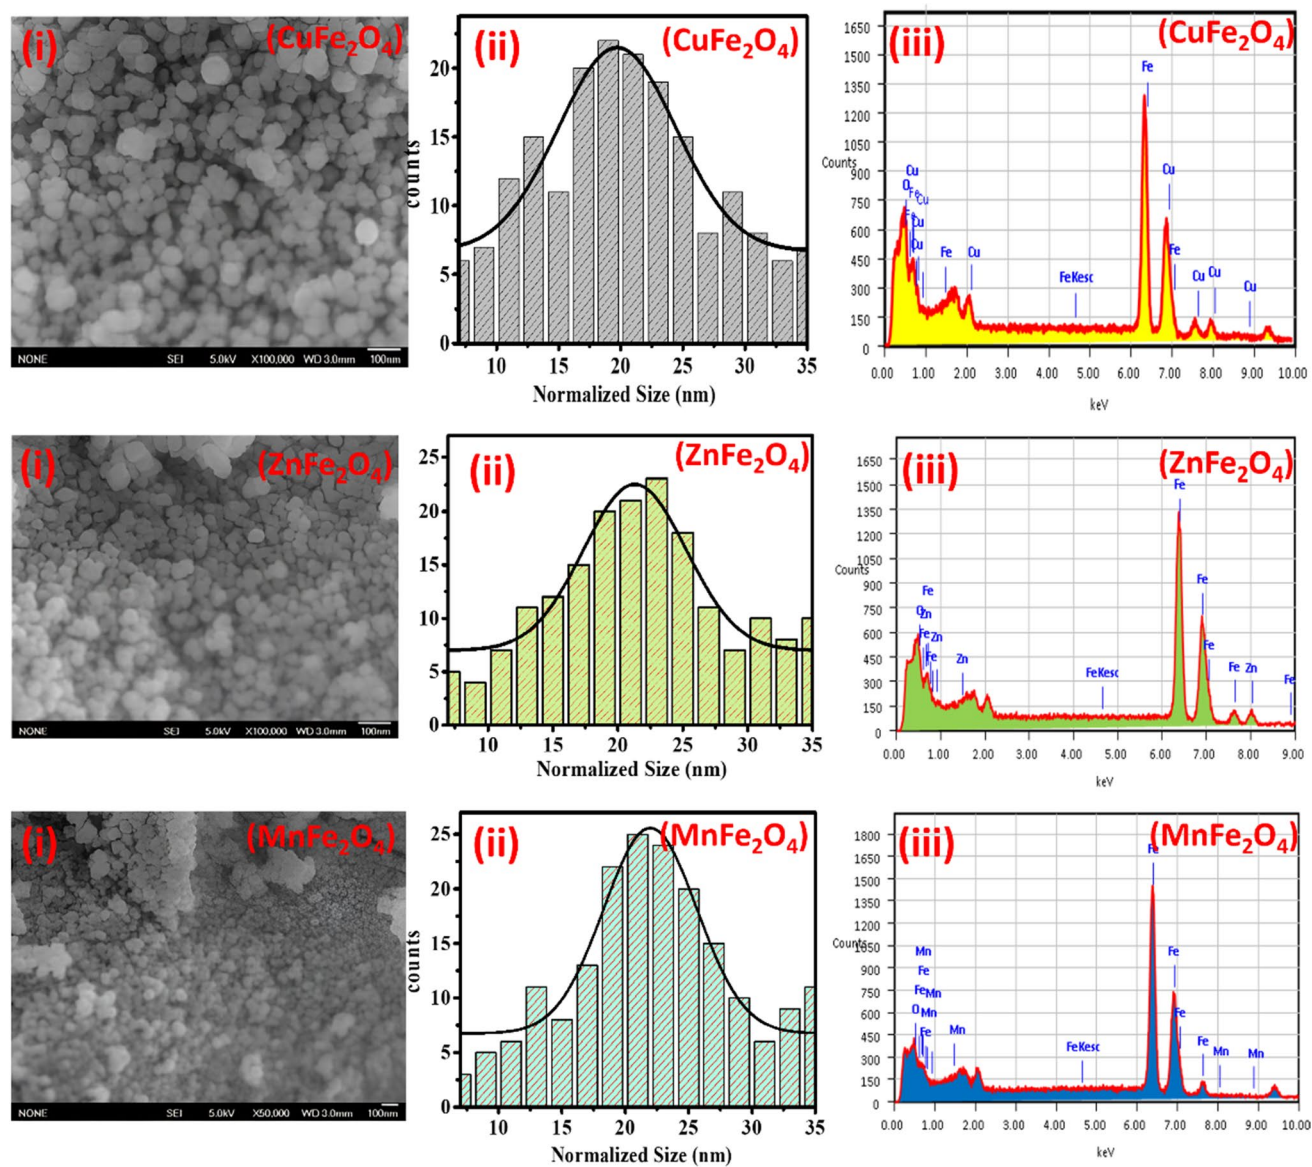 (i)
(CuFe2O4)
NONE SEI 5.0kV X100,000 WD 3.0mm 100nm
(ii)
(CuFe2O4)
counts
20
15
10
5
0
10 15 20 25 30 35
Normalized Size (nm)
(iii)
(CuFe2O4)
1650
1500
1350
1200
1050
Counts
900
750
600
450
300
150
0
Fe
Cu
Cu
O Fe Cu
Fe Cu
Cu
Fe Cu
FeKesc
Fe
Cu Cu Cu
0.00 1.00 2.00 3.00 4.00 5.00 6.00 7.00 8.00 9.00 10.00
keV
(i)
(ZnFe2O4)
NONE SEI 5.0kV X100,000 WD 3.0mm 100nm
(ii)
(ZnFe2O4)
25
20
15
10
5
0
10 15 20 25 30 35
Normalized Size (nm)
(iii)
(ZnFe2O4)
1650
1500
1350
1200
1050
Counts
900
750
600
450
300
150
0
Fe
Fe
Fe
O Zn
Fe Zn
Fe
Zn
FeKesc
Fe
Fe Zn Fe
0.00 1.00 2.00 3.00 4.00 5.00 6.00 7.00 8.00 9.00
keV
(i)
(MnFe2O4)
NONE SEI 5.0kV X50,000 WD 3.0mm 100nm
(ii)
(MnFe2O4)
counts
25
20
15
10
5
0
10 15 20 25 30 35
Normalized Size (nm)
(iii)
(MnFe2O4)
1800
1650
1500
1350
1200
Counts
1050
900
750
600
450
300
150
0
Fe
Mn
Fe
Fe Mn
O Mn
Fe
Mn
FeKesc
Fe
Fe
Fe Mn Mn
0.00 1.00 2.00 3.00 4.00 5.00 6.00 7.00 8.00 9.00 10.00
keV